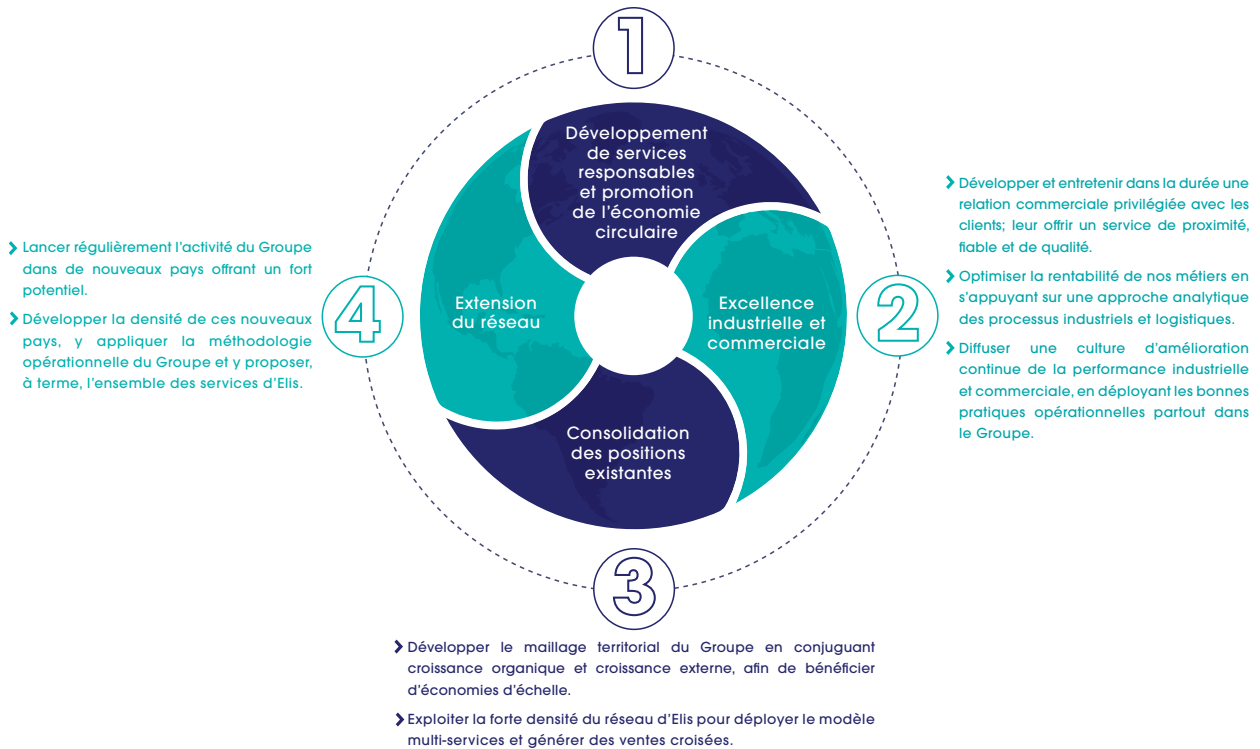 1
Développement
de services
responsables
et promotion
de l'économie
circulaire
2
Excellence
industrielle et
commerciale
Développer et entretenir dans la durée une
relation commerciale privilégiée avec les
clients; leur offrir un service de proximité,
fiable et de qualité.
Optimiser la rentabilité de nos métiers en
s'appuyant sur une approche analytique
des processus industriels et logistiques.
Diffuser une culture d'amélioration
continue de la performance industrielle
et commerciale, en déployant les bonnes
pratiques opérationnelles partout dans
le Groupe.
3
Consolidation
des positions
existantes
Développer le maillage territorial du Groupe en conjuguant
croissance organique et croissance externe, afin de bénéficier
d'économies d'échelle.
Exploiter la forte densité du réseau d'Elis pour déployer le modèle
multi-services et générer des ventes croisées.
4
Extension
du réseau
Lancer régulièrement l'activité du Groupe
dans de nouveaux pays offrant un fort
potentiel.
Développer la densité de ces nouveaux
pays, y appliquer la méthodologie
opérationnelle du Groupe et y proposer,
à terme, l'ensemble des services d'Elis.